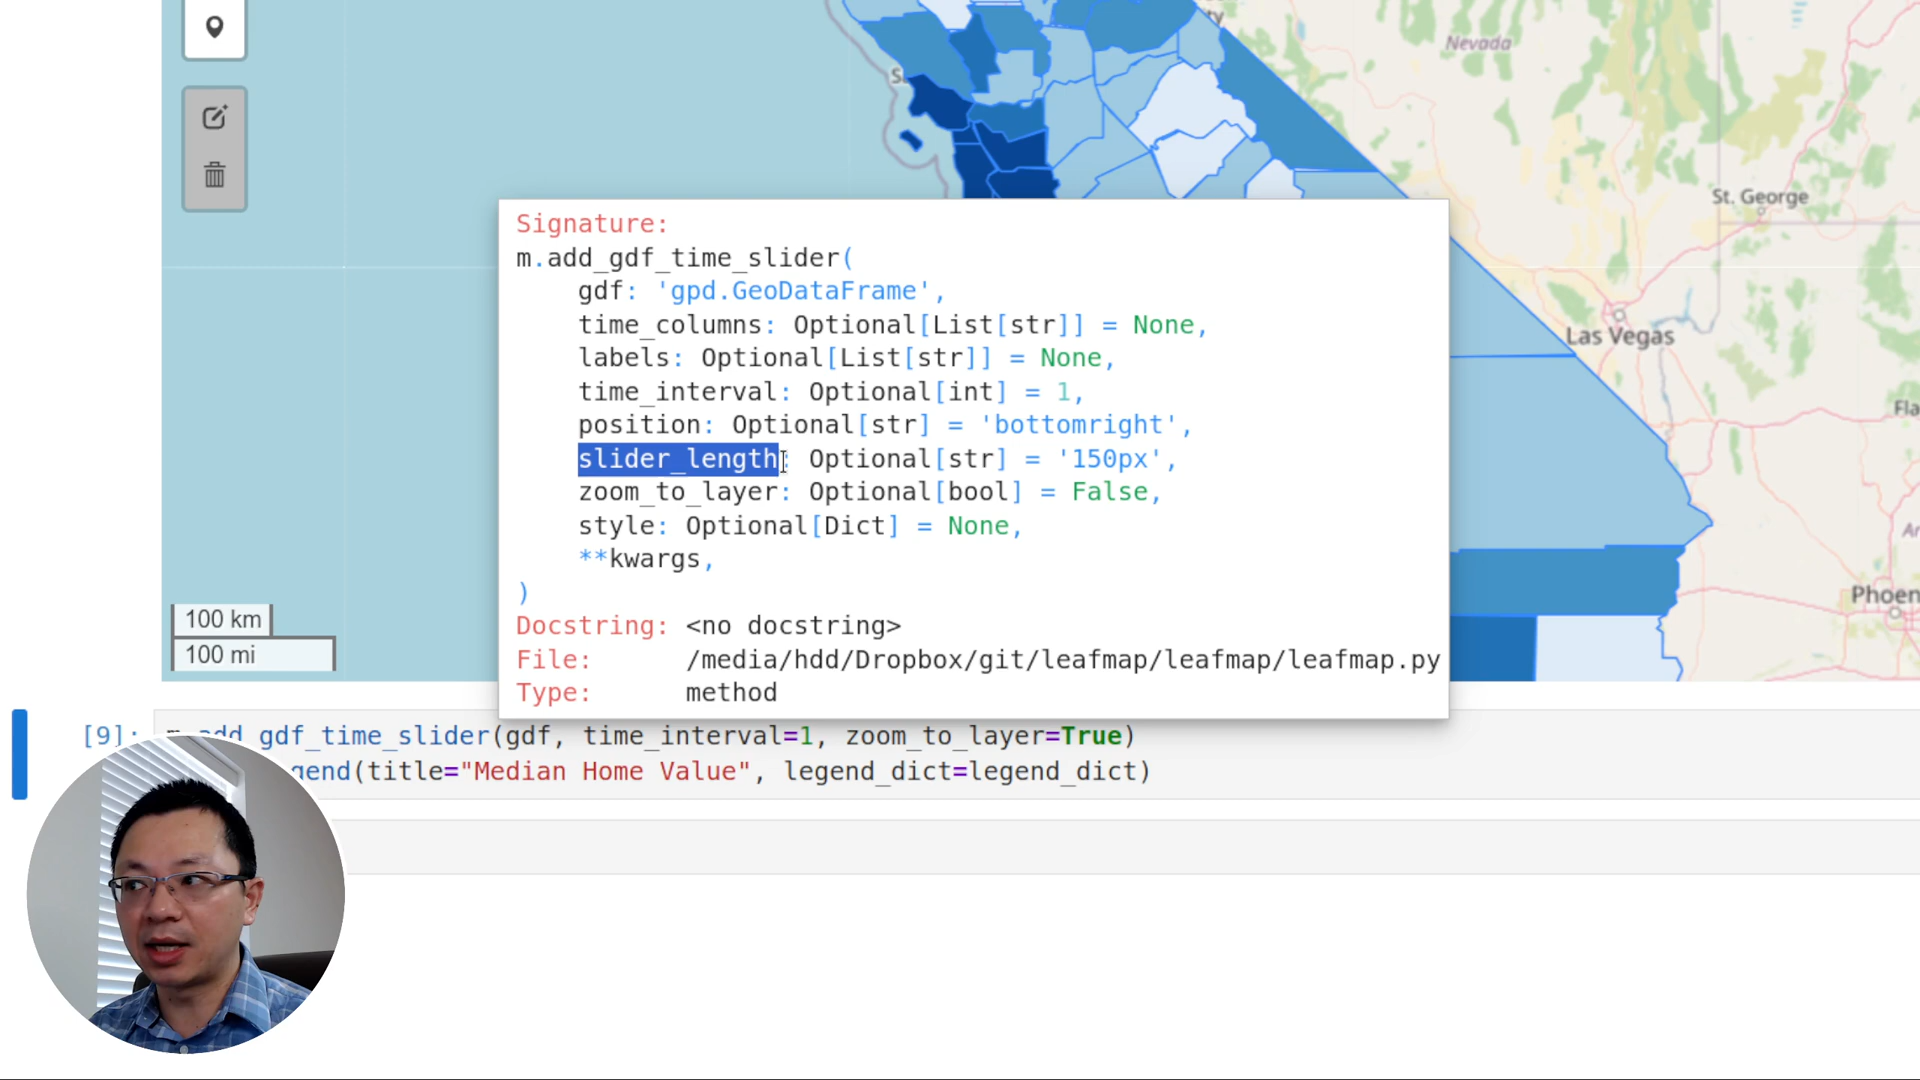 Nevada
St. George
Las Vegas
Signature:
m.add_gdf_time_slider(
gdf: 'gpd.GeoDataFrame',
time_columns: Optional[List[str]] = None,
labels: Optional[List[str]] = None,
time_interval: Optional[int] = 1,
position: Optional[str] = 'bottomright',
slider_length: Optional[str] = '150px',
zoom_to_layer: Optional[bool] = False,
style: Optional[Dict] = None,
**kwargs,
)
Docstring: <no docstring>
File: /media/hdd/Dropbox/git/leafmap/leafmap/leafmap.py
Type: method
Fla
Phoen
100 km
100 mi
[9]: m.add_gdf_time_slider(gdf, time_interval=1, zoom_to_layer=True)
gend(title="Median Home Value", legend_dict=legend_dict)